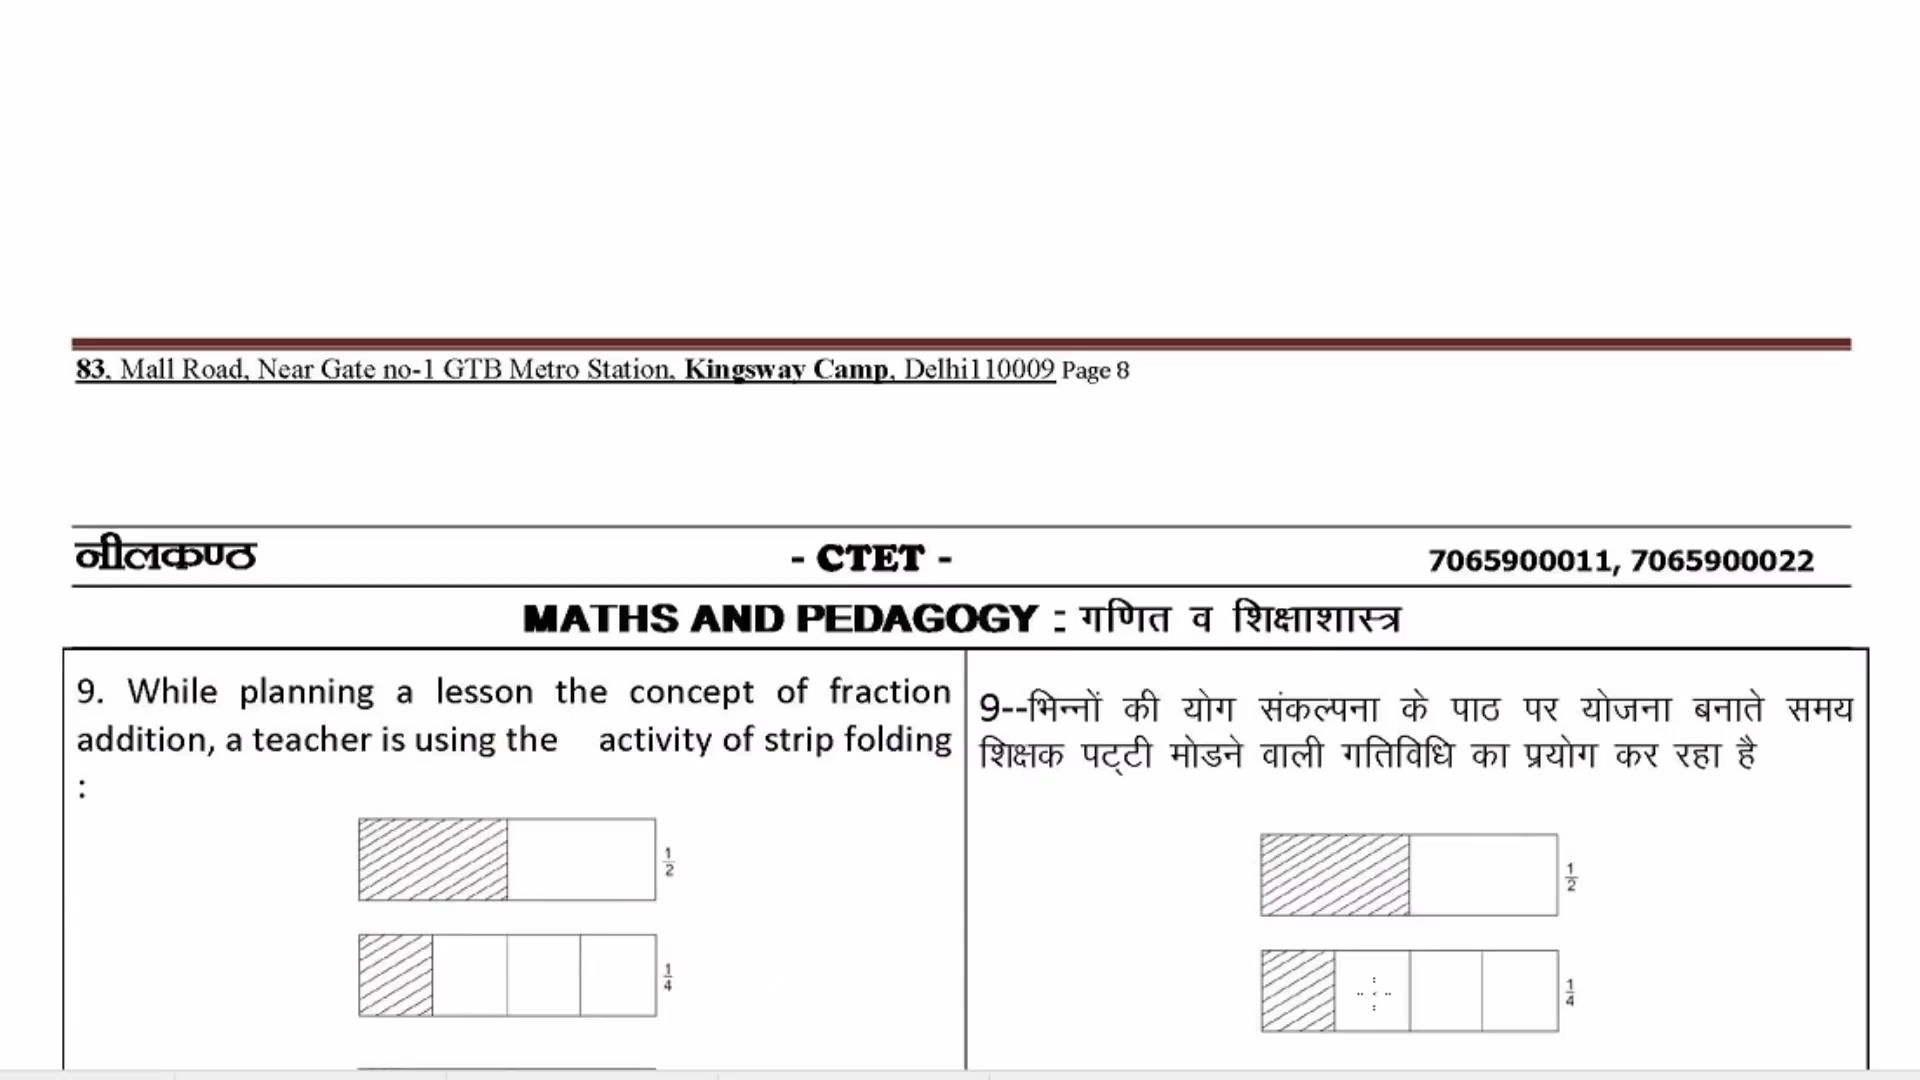 83, Mall Road, Near Gate no-1 GTB Metro Station, Kingsway Camp, Delhi110009 Page 8
नीलकण्ठ - CTET - 7065900011, 7065900022
MATHS AND PEDAGOGY : गणित व शिक्षाशास्त्र
9. While planning a lesson the concept of fraction
addition, a teacher is using the activity of strip folding
:
1/2
1/4
9--भिन्नों की योग संकल्पना के पाठ पर योजना बनाते समय
शिक्षक पट्टी मोडने वाली गतिविधि का प्रयोग कर रहा है
1/2
1/4